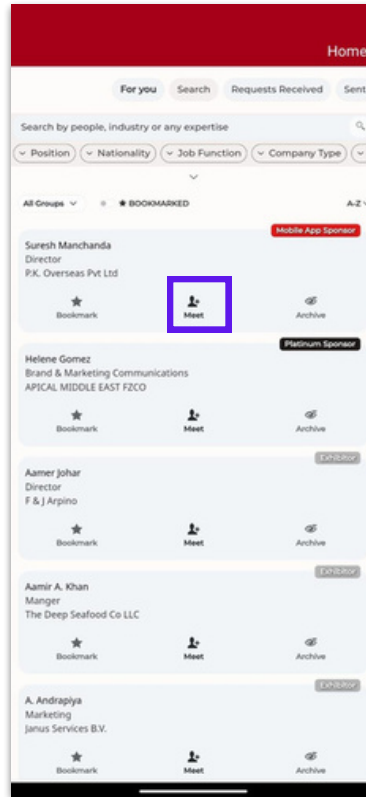 Home
For you Search Requests Received Sent
Search by people, industry or any expertise
Position Nationality Job Function Company Type
All Groups BOOKMARKED A-Z
Mobile App Sponsor
Suresh Manchanda
Director
P.K. Overseas Pvt Ltd
Bookmark Meet Archive
Platinum Sponsor
Helene Gomez
Brand & Marketing Communications
APICAL MIDDLE EAST FZCO
Bookmark Meet Archive
Exhibitor
Aamer Johar
Director
F & J Arpino
Bookmark Meet Archive
Exhibitor
Aamir A. Khan
Manger
The Deep Seafood Co LLC
Bookmark Meet Archive
Exhibitor
A. Andrapiya
Marketing
Janus Services B.V.
Bookmark Meet Archive